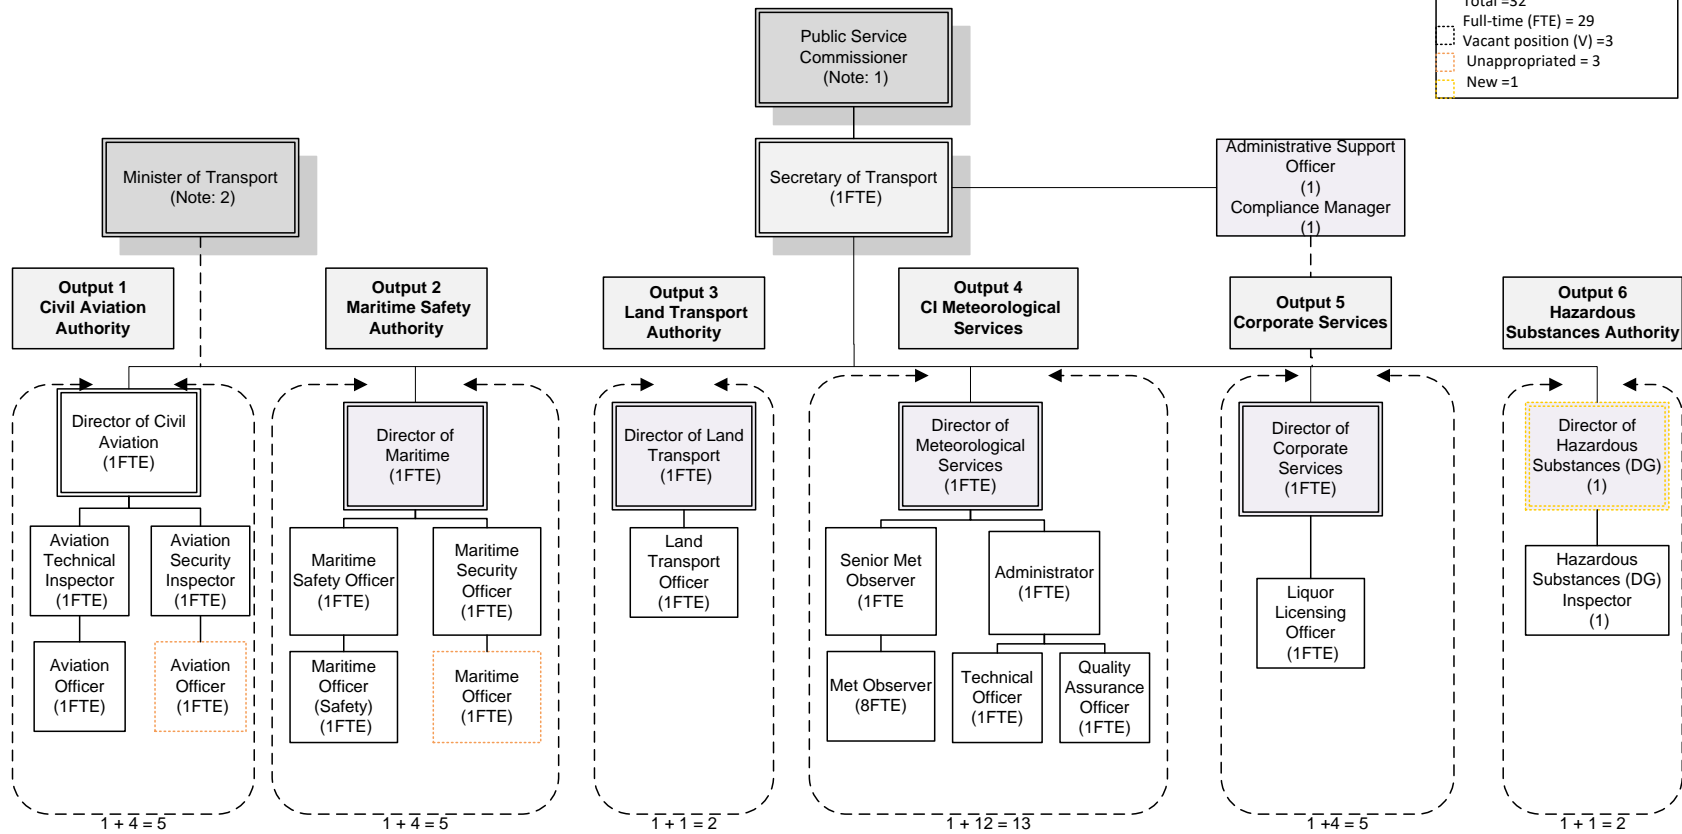 Total =32
Full-time (FTE) = 29
Vacant position (V) =3
Unappropriated = 3
New =1
Public Service
Commissioner
(Note: 1)
Minister of Transport
(Note: 2)
Secretary of Transport
(1FTE)
Administrative Support
Officer
(1)
Compliance Manager
(1)
Output 1
Civil Aviation
Authority
Output 2
Maritime Safety
Authority
Output 3
Land Transport
Authority
Output 4
CI Meteorological
Services
Output 5
Corporate Services
Output 6
Hazardous
Substances Authority
Director of Civil
Aviation
(1FTE)
Director of
Maritime
(1FTE)
Director of Land
Transport
(1FTE)
Director of
Meteorological
Services
(1FTE)
Director of
Corporate
Services
(1FTE)
Director of
Hazardous
Substances (DG)
(1)
Aviation
Technical
Inspector
(1FTE)
Aviation
Security
Inspector
(1FTE)
Maritime
Safety Officer
(1FTE)
Maritime
Security
Officer
(1FTE)
Land
Transport
Officer
(1FTE)
Senior Met
Observer
(1FTE
Administrator
(1FTE)
Liquor
Licensing
Officer
(1FTE)
Hazardous
Substances (DG)
Inspector
(1)
Aviation
Officer
(1FTE)
Aviation
Officer
(1FTE)
Maritime
Officer
(Safety)
(1FTE)
Maritime
Officer
(1FTE)
Met Observer
(8FTE)
Technical
Officer
(1FTE)
Quality
Assurance
Officer
(1FTE)
1 + 4 = 5
1 + 4 = 5
1 + 1 = 2
1 + 12 = 13
1 +4 = 5
1 + 1 = 2